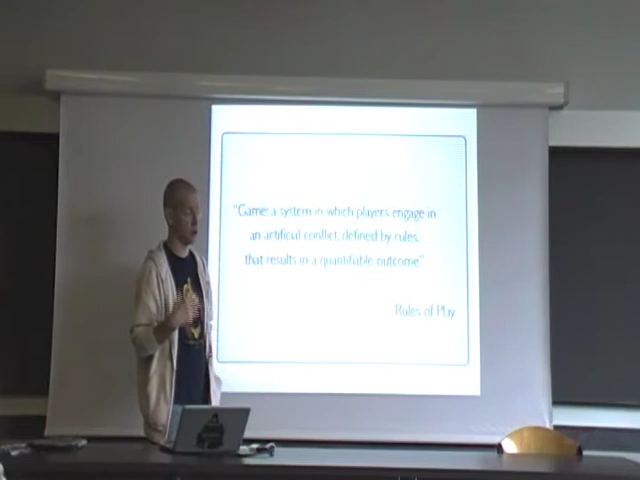 "Game: a system in which players engage in
an artificial conflict, defined by rules,
that results in a quantifiable outcome"
Rules of Play